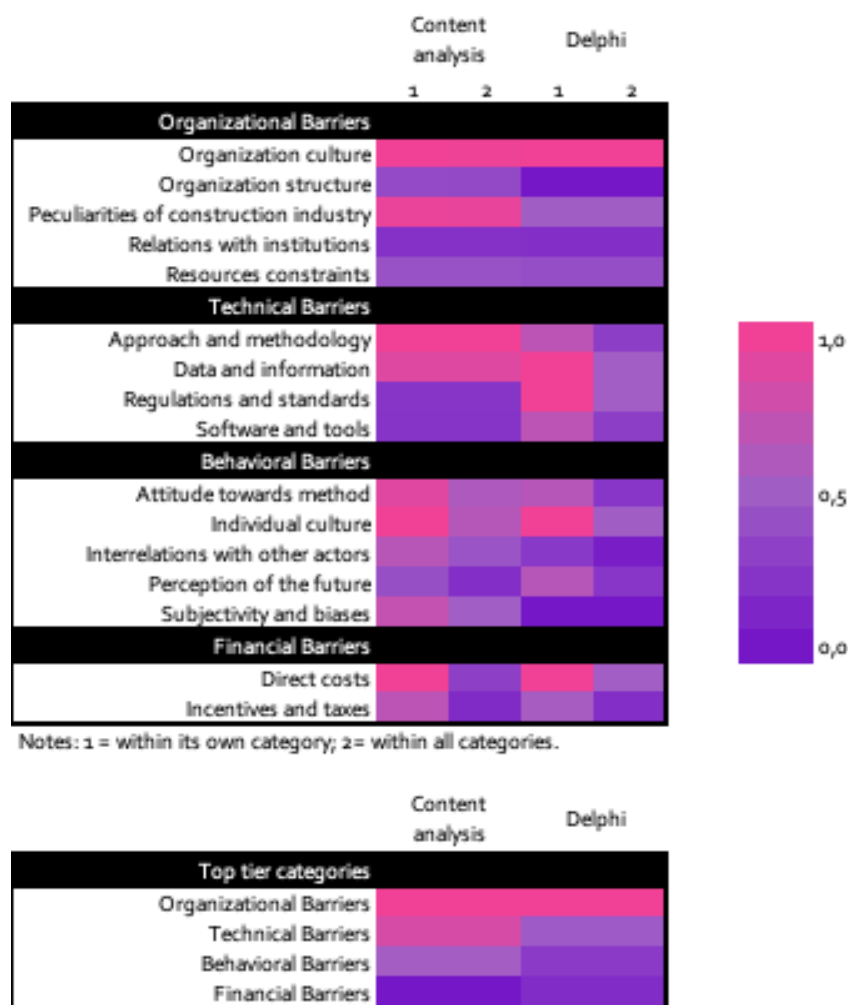 Content
analysis
Delphi
1 2 1 2
Organizational Barriers
Organization culture
Organization structure
Peculiarities of construction industry
Relations with institutions
Resources constraints
Technical Barriers
Approach and methodology
Data and information
Regulations and standards
Software and tools
Behavioral Barriers
Attitude towards method
Individual culture
Interrelations with other actors
Perception of the future
Subjectivity and biases
Financial Barriers
Direct costs
Incentives and taxes
Notes: 1 = within its own category; 2= within all categories.
1,0
0,5
0,0
Content
analysis
Delphi
Top tier categories
Organizational Barriers
Technical Barriers
Behavioral Barriers
Financial Barriers